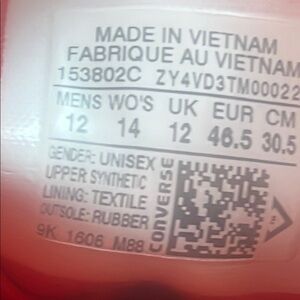 MADE IN VIETNAM
FABRIQUE AU VIETNAM
153802C ZY4VD3TM00022
MENS WO'S UK EUR CM
12 14 12 46.5 30.5
GENDER: UNISEX
UPPER: SYNTHETIC
LINING: TEXTILE
OUTSOLE: RUBBER
9K 1606 M88
CONVERSE